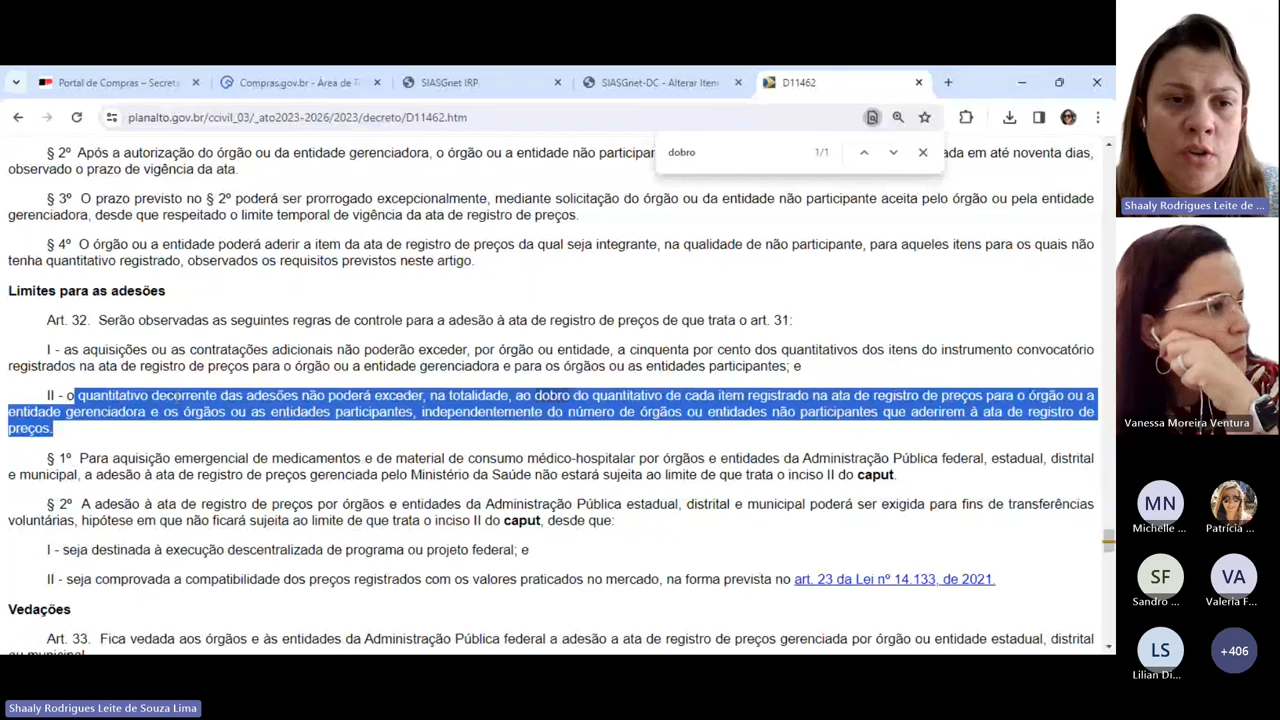 Portal de Compras – Secreta
Compras.gov.br - Área de T
SIASGnet IRP
SIASGnet-DC - Alterar Item
D11462
planalto.gov.br/ccivil_03/_ato2023-2026/2023/decreto/D11462.htm
dobro
1/1
§ 2º Após a autorização do órgão ou da entidade gerenciadora, o órgão ou a entidade não participan
ada em até noventa dias,
observado o prazo de vigência da ata.
§ 3º O prazo previsto no § 2º poderá ser prorrogado excepcionalmente, mediante solicitação do órgão ou da entidade não participante aceita pelo órgão ou pela entidade
gerenciadora, desde que respeitado o limite temporal de vigência da ata de registro de preços.
§ 4º O órgão ou a entidade poderá aderir a item da ata de registro de preços da qual seja integrante, na qualidade de não participante, para aqueles itens para os quais não
tenha quantitativo registrado, observados os requisitos previstos neste artigo.
Limites para as adesões
Art. 32. Serão observadas as seguintes regras de controle para a adesão à ata de registro de preços de que trata o art. 31:
I - as aquisições ou as contratações adicionais não poderão exceder, por órgão ou entidade, a cinquenta por cento dos quantitativos dos itens do instrumento convocatório
registrados na ata de registro de preços para o órgão ou a entidade gerenciadora e para os órgãos ou as entidades participantes; e
II - o quantitativo decorrente das adesões não poderá exceder, na totalidade, ao dobro do quantitativo de cada item registrado na ata de registro de preços para o órgão ou a
entidade gerenciadora e os órgãos ou as entidades participantes, independentemente do número de órgãos ou entidades não participantes que aderirem à ata de registro de
preços.
§ 1º Para aquisição emergencial de medicamentos e de material de consumo médico-hospitalar por órgãos e entidades da Administração Pública federal, estadual, distrital
e municipal, a adesão à ata de registro de preços gerenciada pelo Ministério da Saúde não estará sujeita ao limite de que trata o inciso II do caput.
§ 2º A adesão à ata de registro de preços por órgãos e entidades da Administração Pública estadual, distrital e municipal poderá ser exigida para fins de transferências
voluntárias, hipótese em que não ficará sujeita ao limite de que trata o inciso II do caput, desde que:
I - seja destinada à execução descentralizada de programa ou projeto federal; e
II - seja comprovada a compatibilidade dos preços registrados com os valores praticados no mercado, na forma prevista no art. 23 da Lei nº 14.133, de 2021.
Vedações
Art. 33. Fica vedada aos órgãos e às entidades da Administração Pública federal a adesão a ata de registro de preços gerenciada por órgão ou entidade estadual, distrital
ou municipal.
Shaaly Rodrigues Leite de Souza Lima
Shaaly Rodrigues Leite de ...
Vanessa Moreira Ventura
MN
Michelle ...
Patrícia ...
SF
Sandro ...
VA
Valeria F...
LS
Lilian Di...
+406